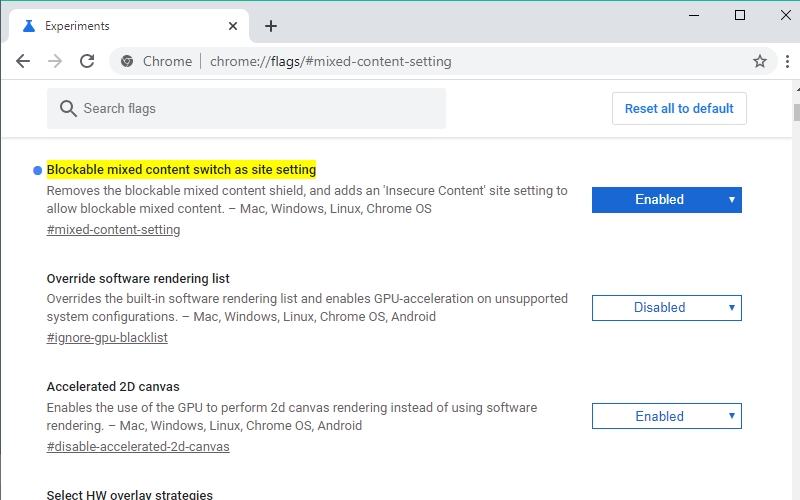 Experiments
Chrome | chrome://flags/#mixed-content-setting
Search flags
Reset all to default
Blockable mixed content switch as site setting
Removes the blockable mixed content shield, and adds an 'Insecure Content' site setting to
allow blockable mixed content. – Mac, Windows, Linux, Chrome OS
#mixed-content-setting
Enabled
Override software rendering list
Overrides the built-in software rendering list and enables GPU-acceleration on unsupported
system configurations. – Mac, Windows, Linux, Chrome OS, Android
#ignore-gpu-blacklist
Disabled
Accelerated 2D canvas
Enables the use of the GPU to perform 2d canvas rendering instead of using software
rendering. – Mac, Windows, Linux, Chrome OS, Android
#disable-accelerated-2d-canvas
Enabled
Select HW overlay strategies